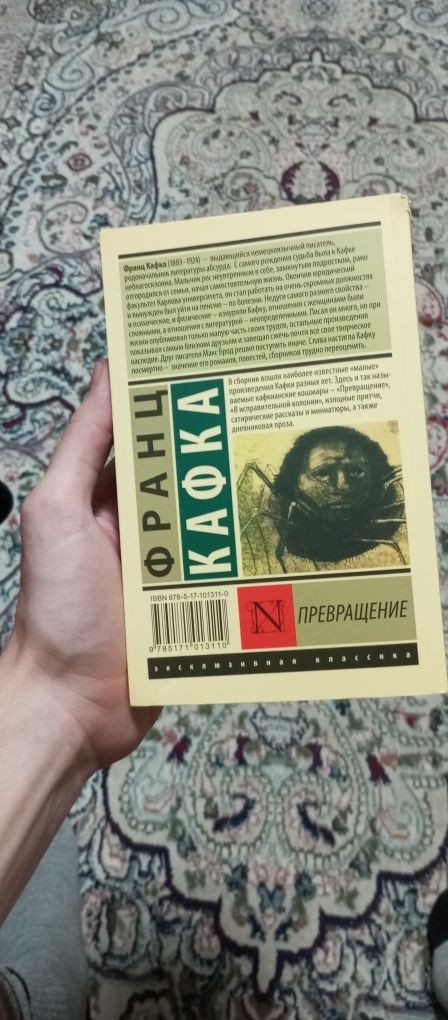 Франц Кафка (1883–1924) — выдающийся немецкоязычный писатель,
родоначальник литературы абсурда. С самого рождения судьба была к Кафке
неблагосклонна. Мальчик рос неуверенным в себе, замкнутым подростком, рано
отгородился от семьи, начал самостоятельную жизнь. Окончив юридический
факультет Карлова университета, он стал работать на очень скромных должностях
и вынужден был уйти на пенсию — по болезни. Недуги самого разного свойства —
и психические, и физические — изнуряли Кафку, отношения с женщинами были
сложными, а отношения с литературой — неопределенными. Писал он много, но при
жизни опубликовал только малую часть своих трудов, остальные произведения
показывал самым близким друзьям и завещал сжечь почти все свое творческое
наследие. Друг писателя Макс Брод решил поступить иначе. Слава настигла Кафку
посмертно — значение его романов, повестей, сборников трудно переоценить.
ФРАНЦ
КАФКА
В сборник вошли наиболее известные «малые»
произведения Кафки разных лет. Здесь и так назы-
ваемые кафкианские кошмары — «Превращение»,
«В исправительной колонии», изящные притчи,
сатирические рассказы и миниатюры, а также
дневниковая проза.
ISBN 978-5-17-101311-0
9 785171 013110
N
ПРЕВРАЩЕНИЕ
эксклюзивная классика